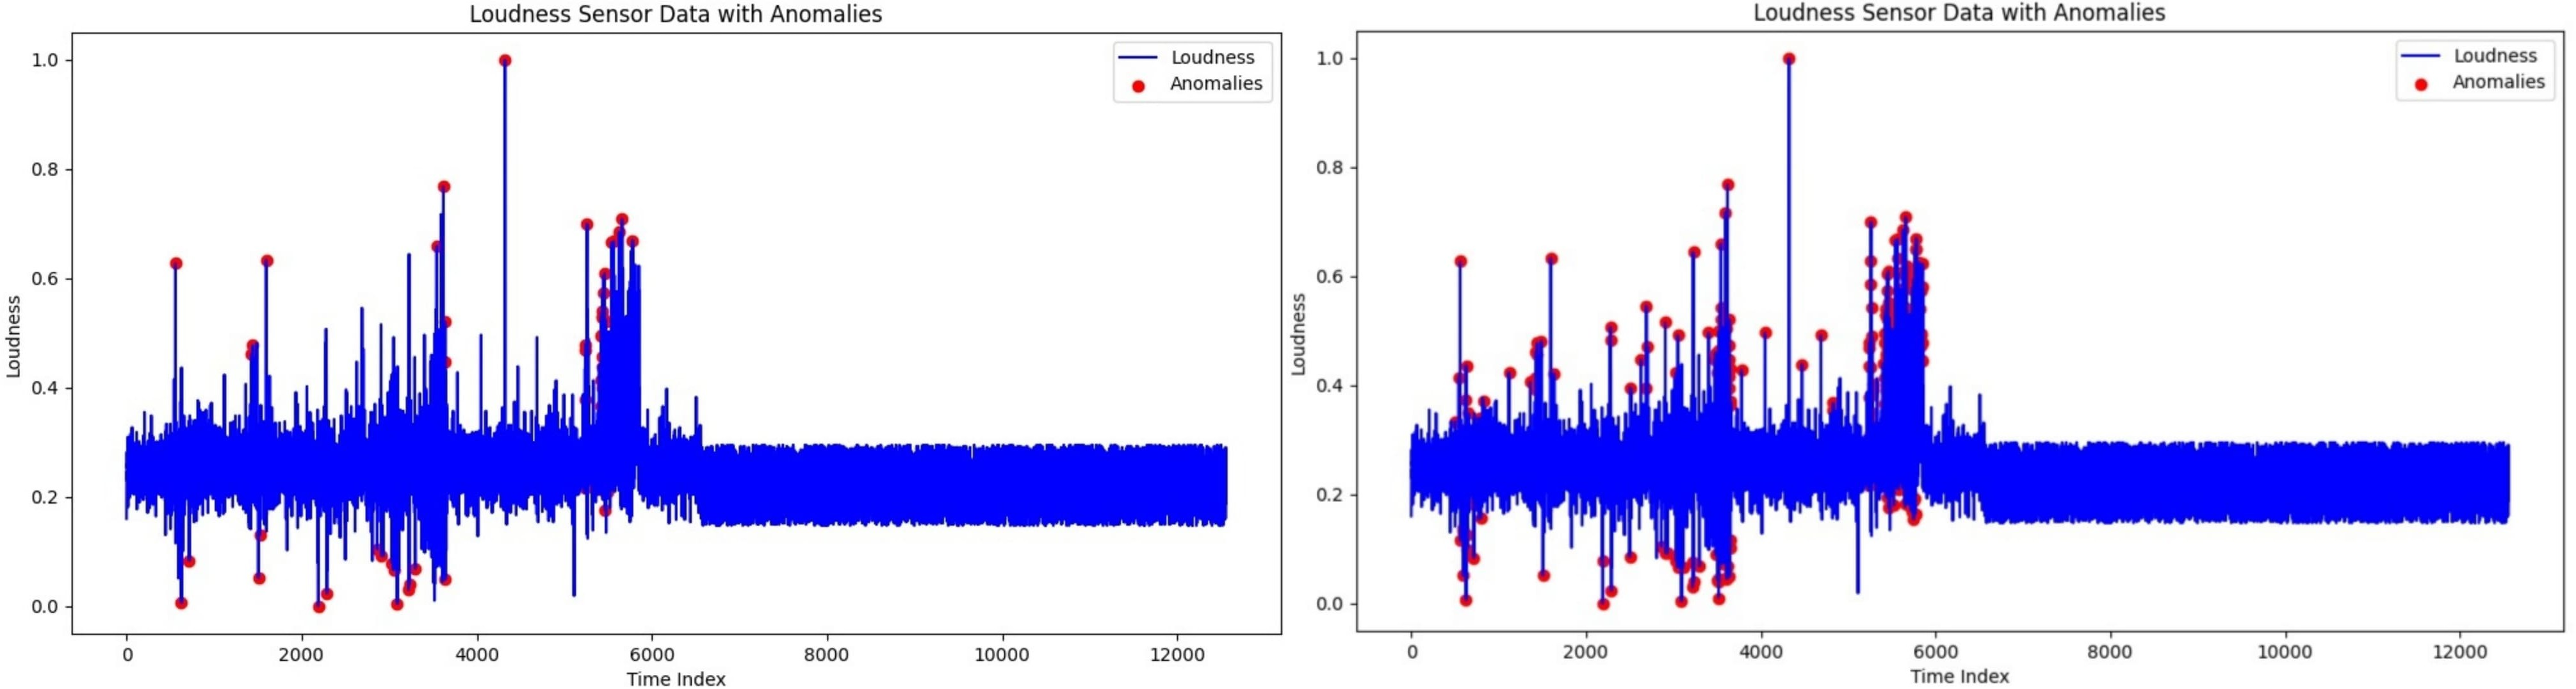 Loudness Sensor Data with Anomalies
1.0
0.8
0.6
0.4
0.2
0.0
Loudness
Loudness
Anomalies
0 2000 4000 6000 8000 10000 12000
Time Index
Loudness Sensor Data with Anomalies
1.0
0.8
0.6
0.4
0.2
0.0
Loudness
Loudness
Anomalies
0 2000 4000 6000 8000 10000 12000
Time Index